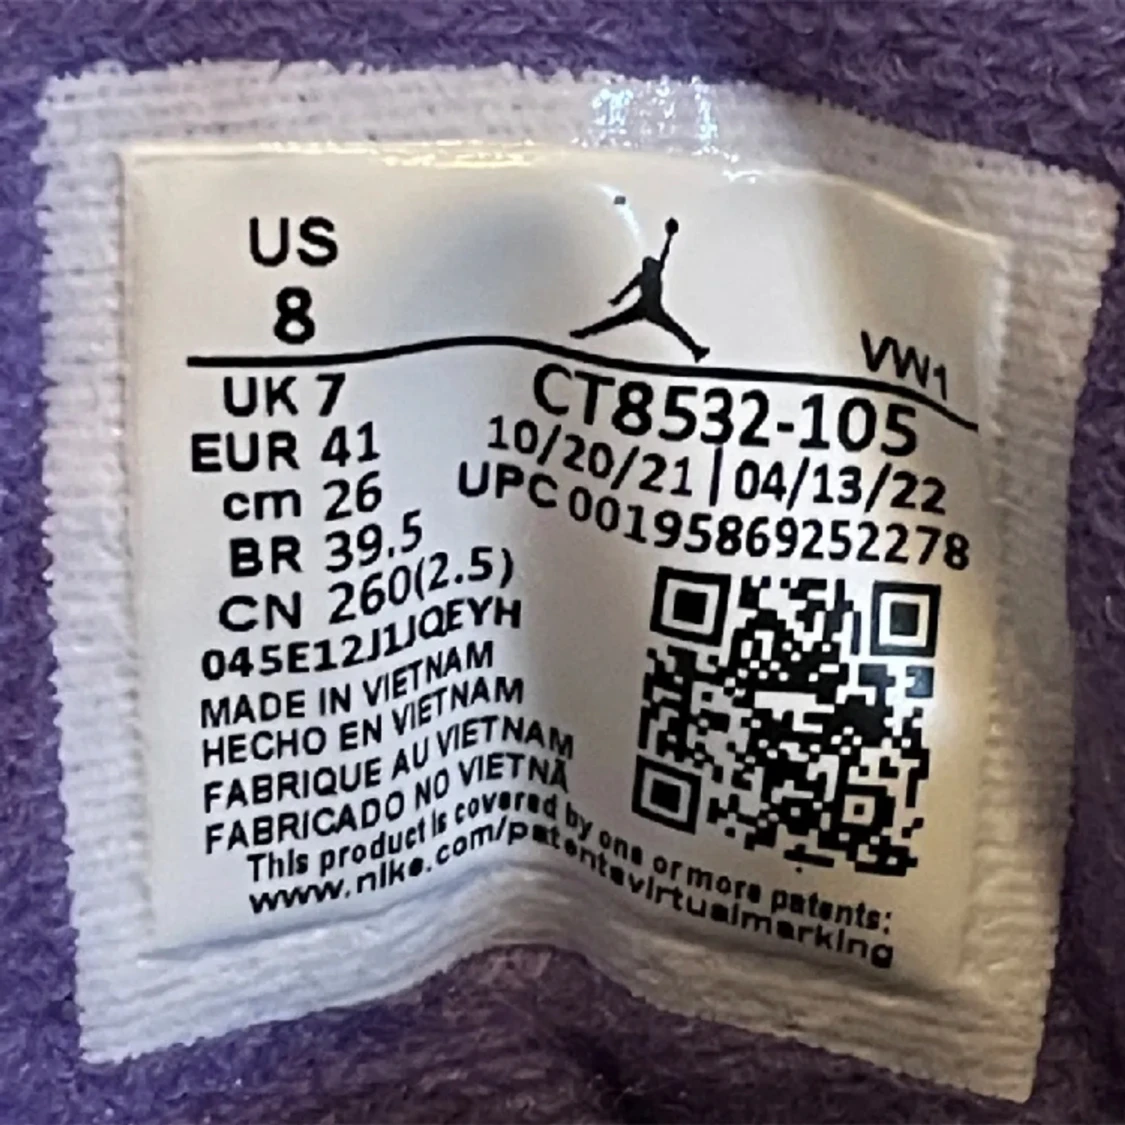 US
8
VW1
UK 7
EUR 41
cm 26
BR 39.5
CN 260(2.5)
CT8532-105
10/20/21 | 04/13/22
UPC 00195869252278
045E12J1JQEYH
MADE IN VIETNAM
HECHO EN VIETNAM
FABRIQUE AU VIETNAM
FABRICADO NO VIETNÃ
This product is covered by one or more patents:
www.nike.com/patentsvirtualmarking